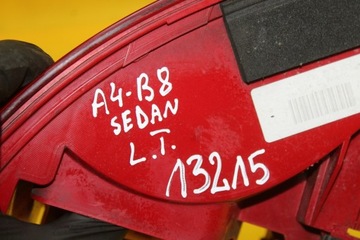 A4-B8
SEDAN
L.T.
13215